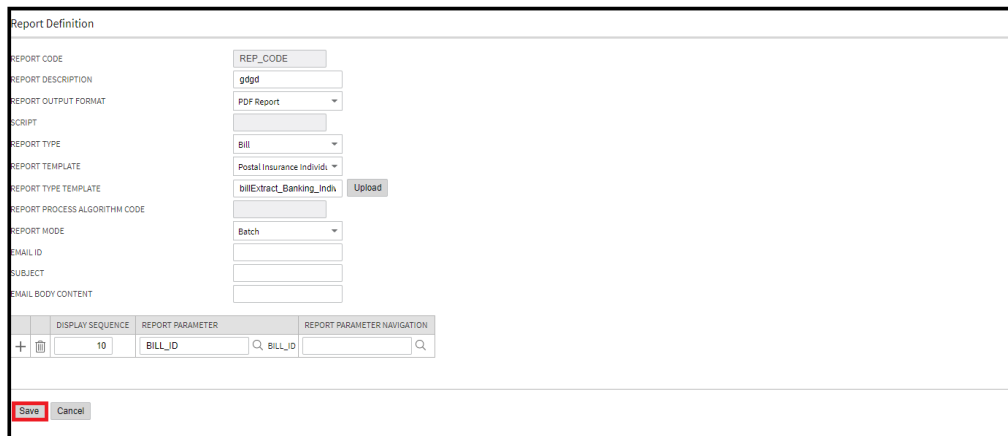 Report Definition
REPORT CODE REP_CODE
REPORT DESCRIPTION gdgd
REPORT OUTPUT FORMAT PDF Report
SCRIPT
REPORT TYPE Bill
REPORT TEMPLATE Postal Insurance Individu
REPORT TYPE TEMPLATE billExtract_Banking_Indiv Upload
REPORT PROCESS ALGORITHM CODE
REPORT MODE Batch
EMAIL ID
SUBJECT
EMAIL BODY CONTENT
DISPLAY SEQUENCE REPORT PARAMETER REPORT PARAMETER NAVIGATION
10 BILL_ID BILL_ID
Save Cancel